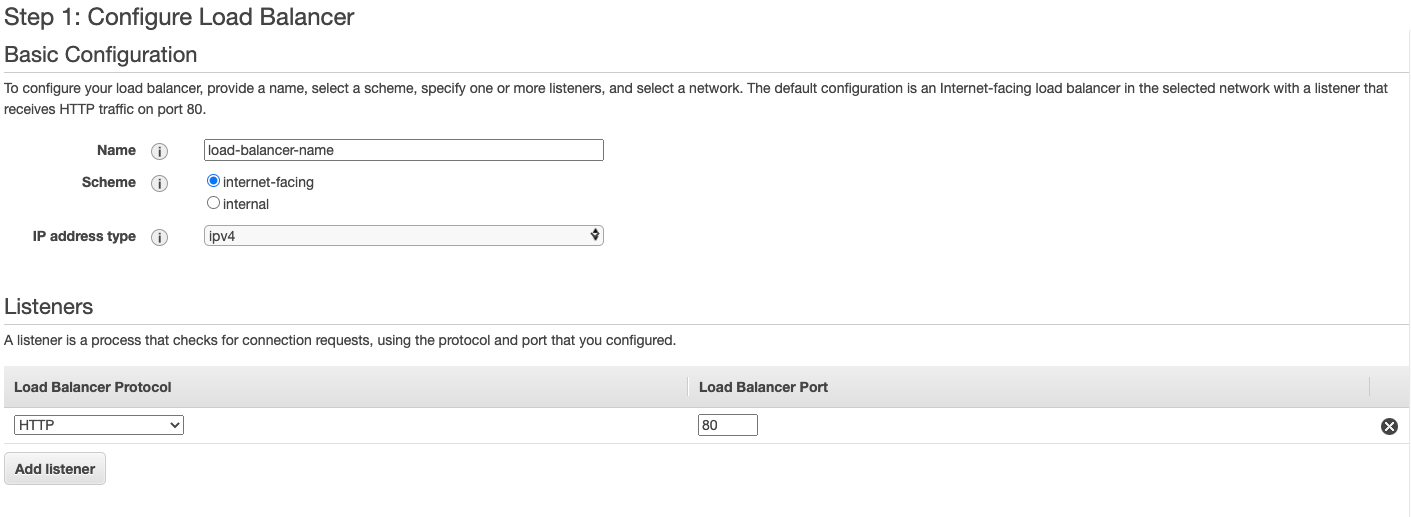 Step 1: Configure Load Balancer
Basic Configuration
To configure your load balancer, provide a name, select a scheme, specify one or more listeners, and select a network. The default configuration is an Internet-facing load balancer in the selected network with a listener that
receives HTTP traffic on port 80.
Name i load-balancer-name
Scheme i internet-facing
internal
IP address type i ipv4
Listeners
A listener is a process that checks for connection requests, using the protocol and port that you configured.
Load Balancer Protocol Load Balancer Port
HTTP 80
Add listener